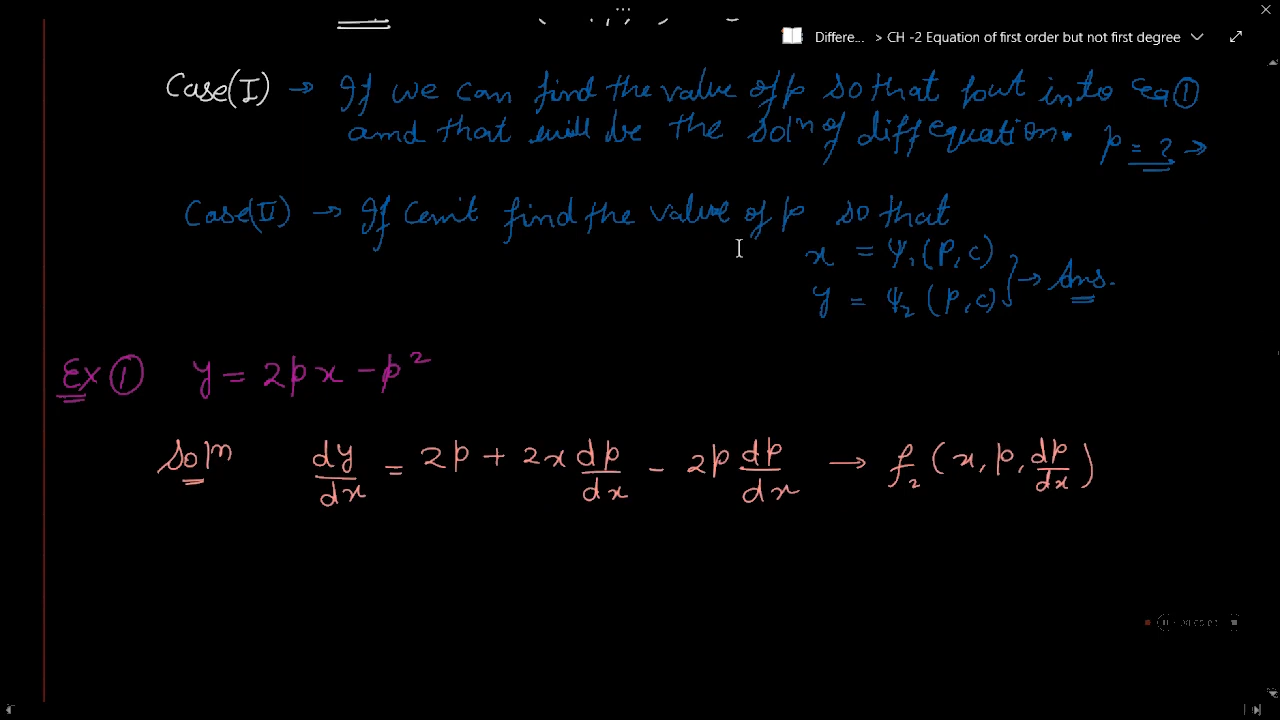 Differe... > CH -2 Equation of first order but not first degree
Case(I) → If we can find the value of p so that put into Eq ①
and that will be the soln of diff equation. p = ? →
Case(II) → If can't find the value of p so that
x = ψ₁(p, c)
y = ψ₂(p, c) } → Ans.
Ex ① y = 2px - p²
Soln dy/dx = 2p + 2x dp/dx - 2p dp/dx → f₂(x, p, dp/dx)